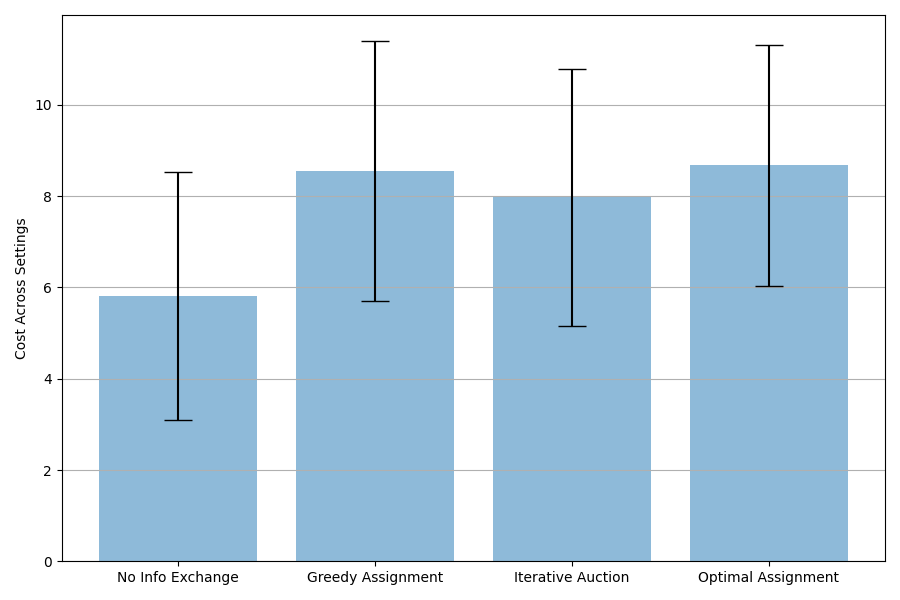 Cost Across Settings
10
8
6
4
2
0
No Info Exchange
Greedy Assignment
Iterative Auction
Optimal Assignment